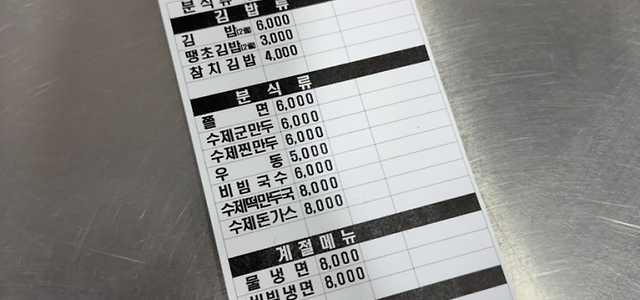 분식류
김밥류
김 밥 6,000
땡초김밥 3,000
참치김밥 4,000
분식류
쫄 면 6,000
수제군만두 6,000
수제찐만두 6,000
우 동 5,000
비빔국수 6,000
수제떡만두국 8,000
수제돈가스 8,000
계절메뉴
물냉면 8,000
비빔냉면 8,000